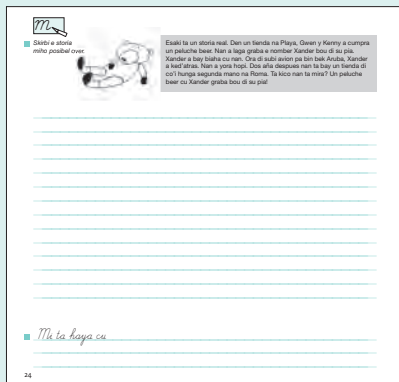 m
Skirbi e storia
miho posibel over.
Esaki ta un storia real. Den un tienda na Playa, Gwen y Kenny a cumpra
un peluche beer. Nan a laga graba e nomber Xander bou di su pia.
Xander a bay biaha cu nan. Ora di subi avion pa bin bek Aruba, Xander
a ked'atras. Nan a yora hopi. Dos aña despues nan ta bay un tienda di
co'i hunga segunda mano na Roma. Ta kico nan ta mira? Un peluche
beer cu Xander graba bou di su pia!
Mi ta haya cu
24